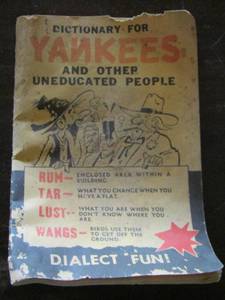 DICTIONARY FOR
YANKEES
AND OTHER
UNEDUCATED PEOPLE
RUM— ENCLOSED AREA WITHIN A
BUILDING.
TAR— WHAT YOU CHANGE WHEN YOU
HAVE A FLAT.
LUST— WHAT YOU ARE WHEN YOU
DON'T KNOW WHERE YOU
ARE.
WANGS— BIRDS USE THEM
TO GET OFF THE
GROUND.
DIALECT FUN!